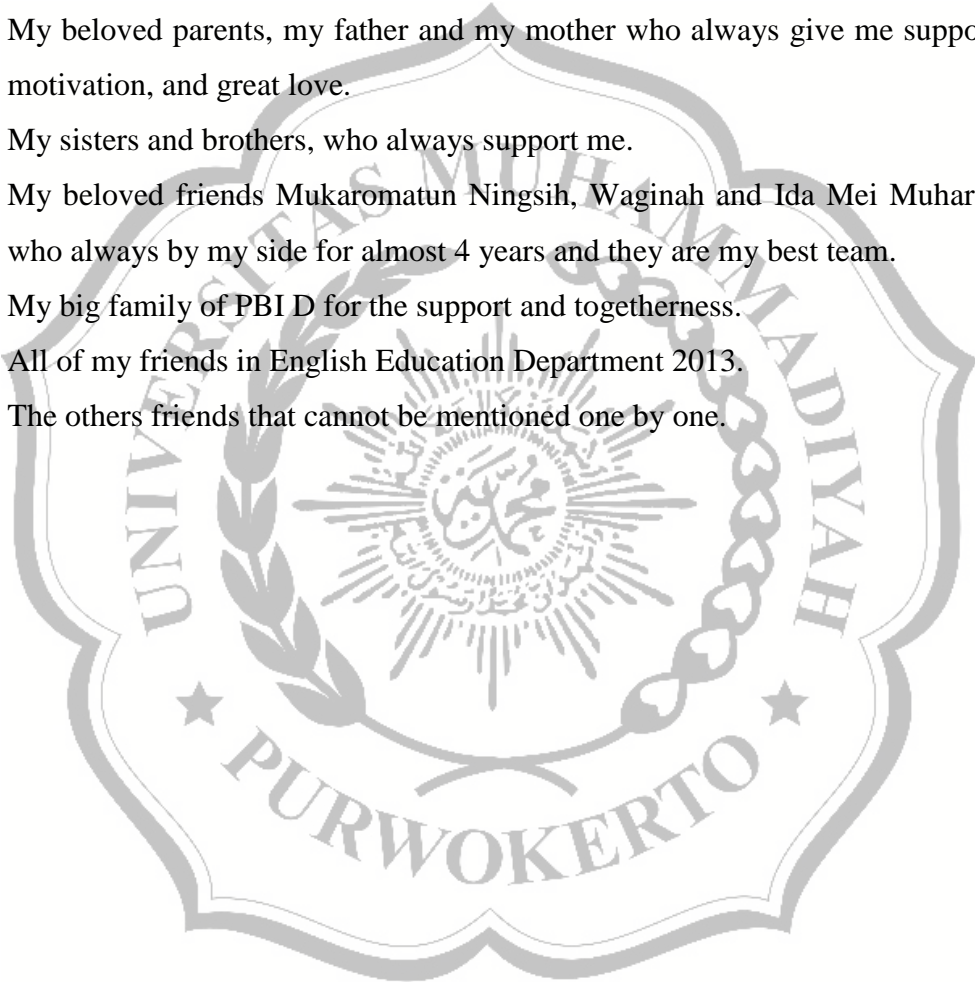 My beloved parents, my father and my mother who always give me suppo
motivation, and great love.
My sisters and brothers, who always support me.
My beloved friends Mukaromatun Ningsih, Waginah and Ida Mei Muhar
who always by my side for almost 4 years and they are my best team.
My big family of PBI D for the support and togetherness.
All of my friends in English Education Department 2013.
The others friends that cannot be mentioned one by one.
UNIVERSITAS MUHAMMADIYAH
PURWOKERTO